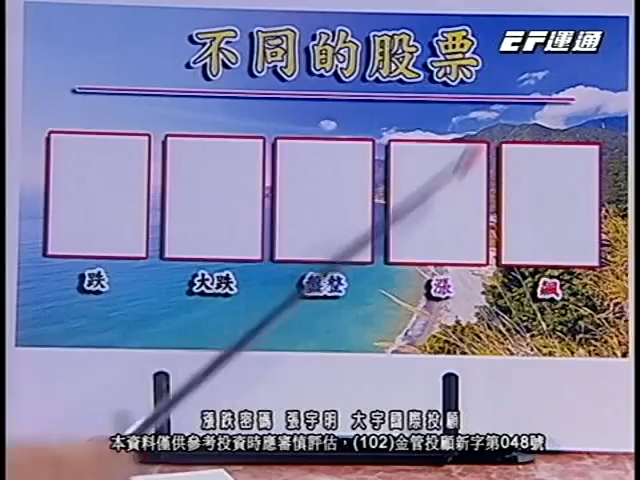 不同的股票
EF運通
跌
大跌
盤整
漲
飆
漲跌密碼 張宇明 大宇國際投顧
本資料僅供參考投資時應審慎評估，(102)金管投顧新字第048號